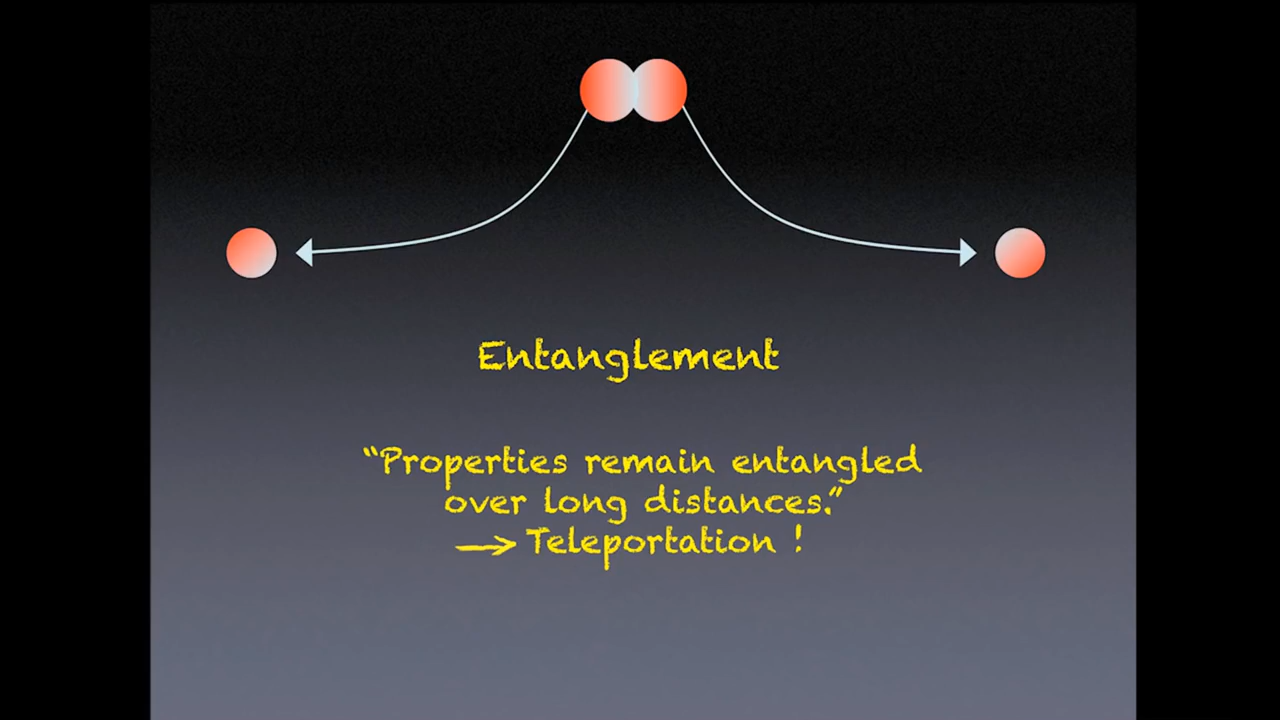 Entanglement
“Properties remain entangled
over long distances.”
→ Teleportation !